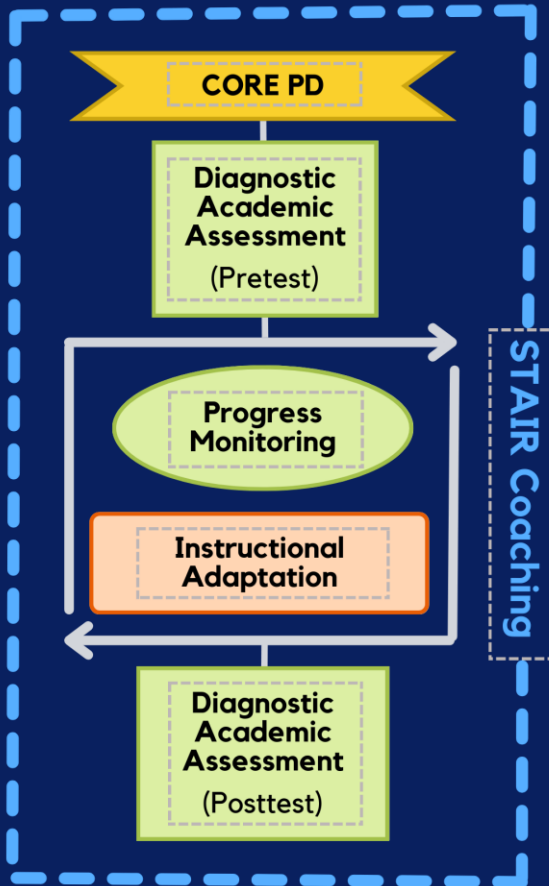 CORE PD
Diagnostic
Academic
Assessment
(Pretest)
Progress
Monitoring
STAIR Coaching
Instructional
Adaptation
Diagnostic
Academic
Assessment
(Posttest)